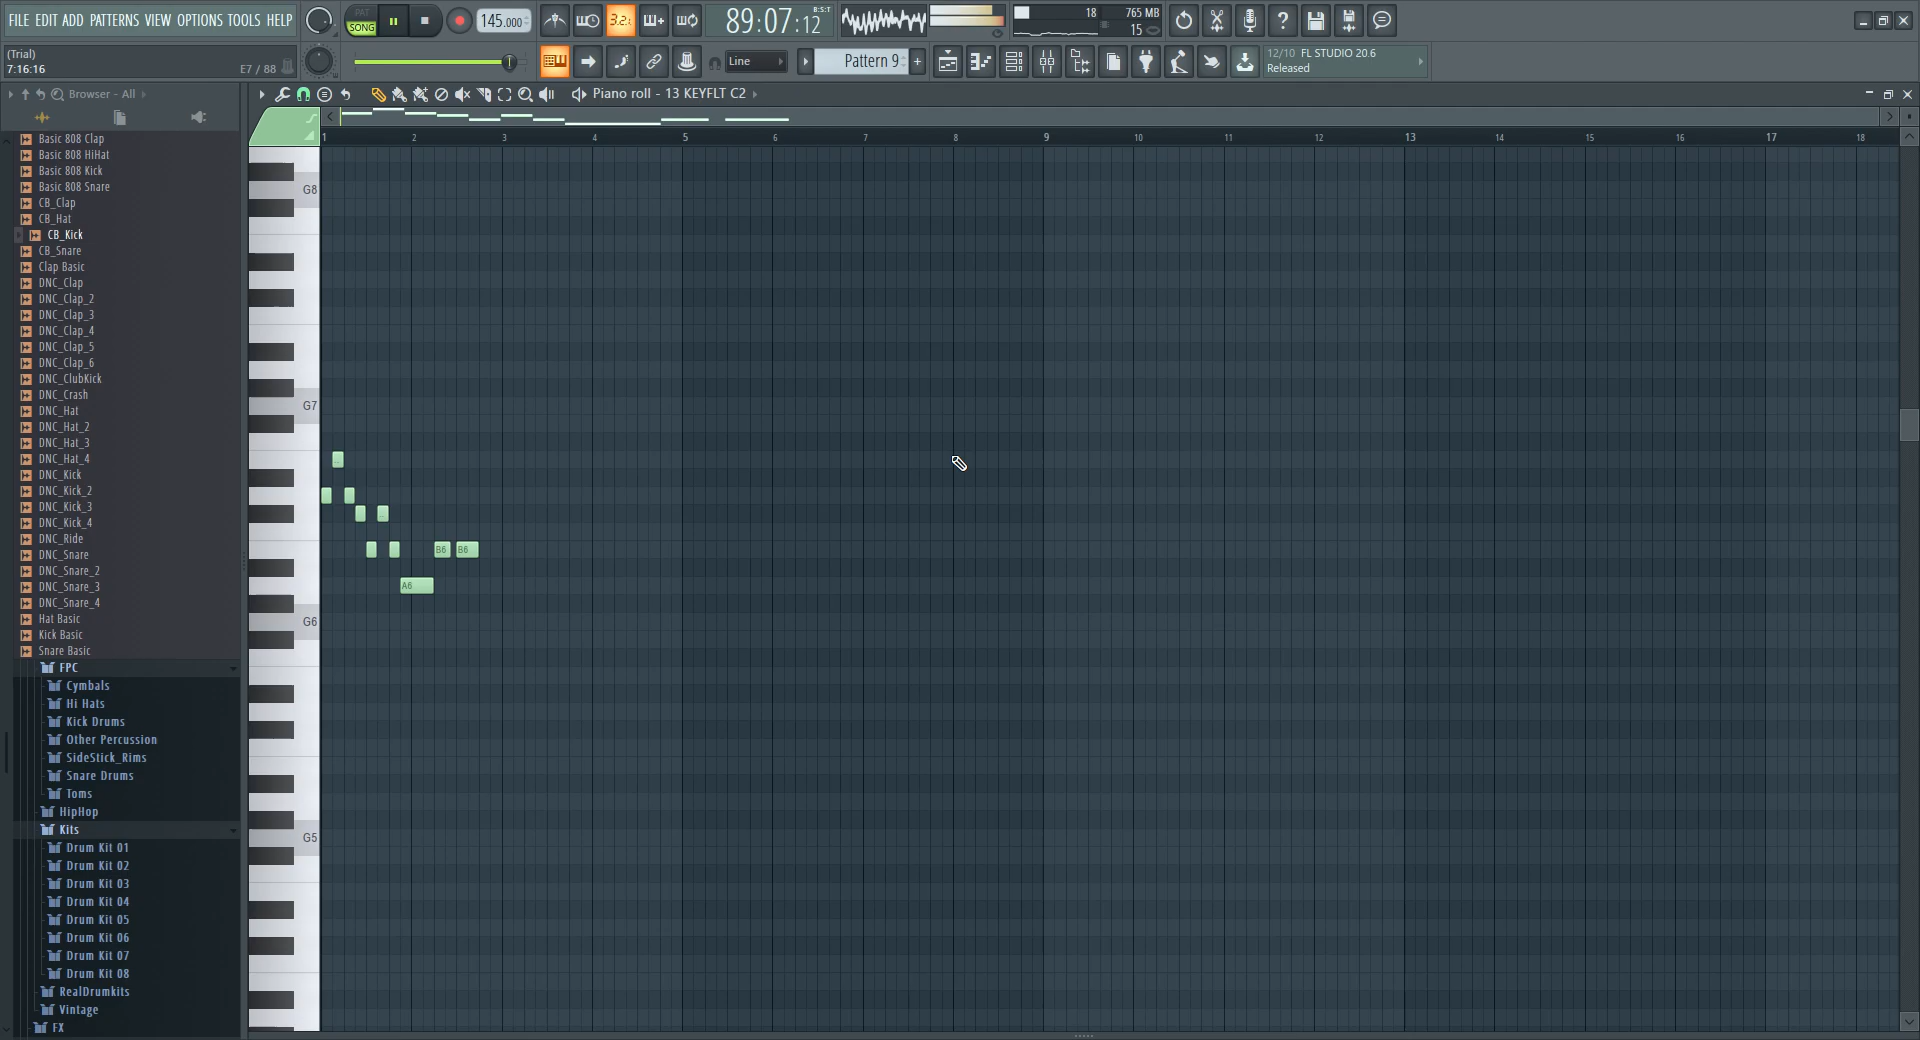 FILE EDIT ADD PATTERNS VIEW OPTIONS TOOLS HELP
PAT
SONG
145.000
3.2.
89:07:12
B:S:T
18
765 MB
15
(Trial)
7:16:16
E7 / 88
Line
Pattern 9
12/10 FL STUDIO 20.6
Released
Browser - All
Piano roll - 13 KEYFLT C2
1 2 3 4 5 6 7 8 9 10 11 12 13 14 15 16 17 18
Basic 808 Clap
Basic 808 HiHat
Basic 808 Kick
Basic 808 Snare
CB_Clap
CB_Hat
CB_Kick
CB_Snare
Clap Basic
DNC_Clap
DNC_Clap_2
DNC_Clap_3
DNC_Clap_4
DNC_Clap_5
DNC_Clap_6
DNC_ClubKick
DNC_Crash
DNC_Hat
DNC_Hat_2
DNC_Hat_3
DNC_Hat_4
DNC_Kick
DNC_Kick_2
DNC_Kick_3
DNC_Kick_4
DNC_Ride
DNC_Snare
DNC_Snare_2
DNC_Snare_3
DNC_Snare_4
Hat Basic
Kick Basic
Snare Basic
FPC
Cymbals
Hi Hats
Kick Drums
Other Percussion
SideStick_Rims
Snare Drums
Toms
HipHop
Kits
Drum Kit 01
Drum Kit 02
Drum Kit 03
Drum Kit 04
Drum Kit 05
Drum Kit 06
Drum Kit 07
Drum Kit 08
RealDrumkits
Vintage
FX
G8
G7
B6 B6
A6
G6
G5